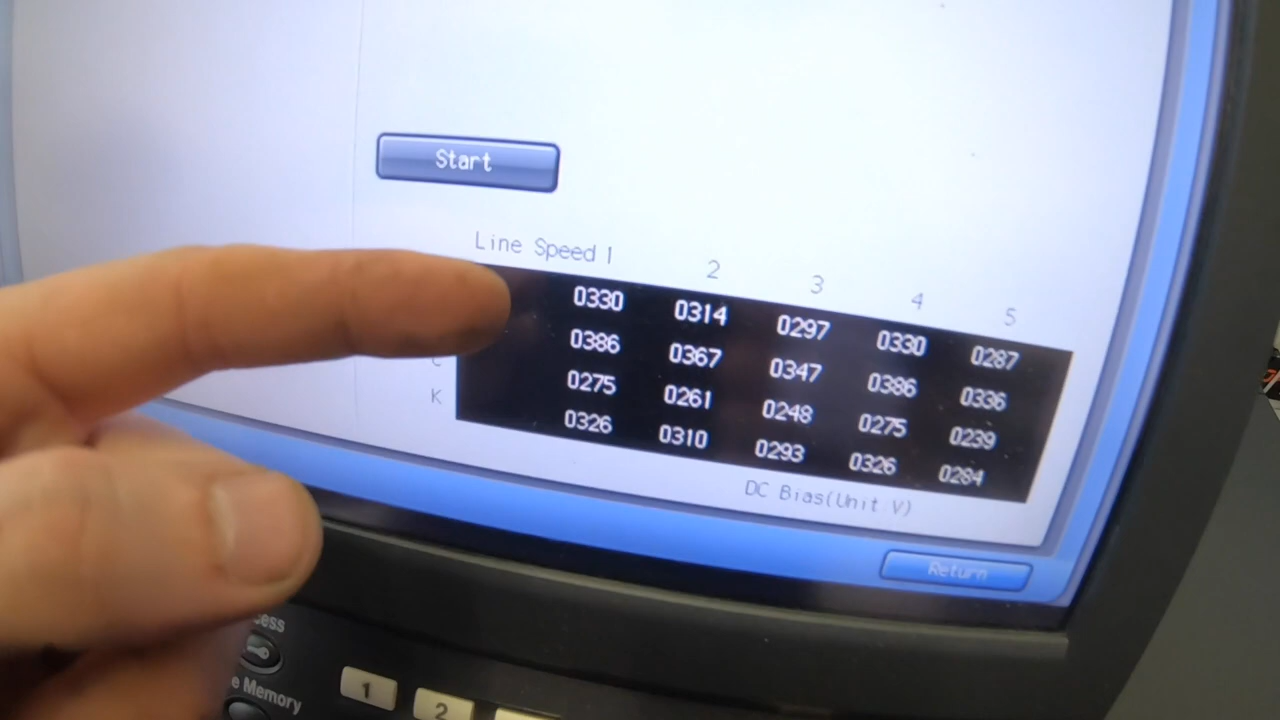 Start
Line Speed 1 2 3 4 5
0330 0314 0297 0330 0287
0386 0367 0347 0386 0336
C 0275 0261 0248 0275 0239
K 0326 0310 0293 0326 0284
DC Bias(Unit V)
Return
cess
e Memory
1 2